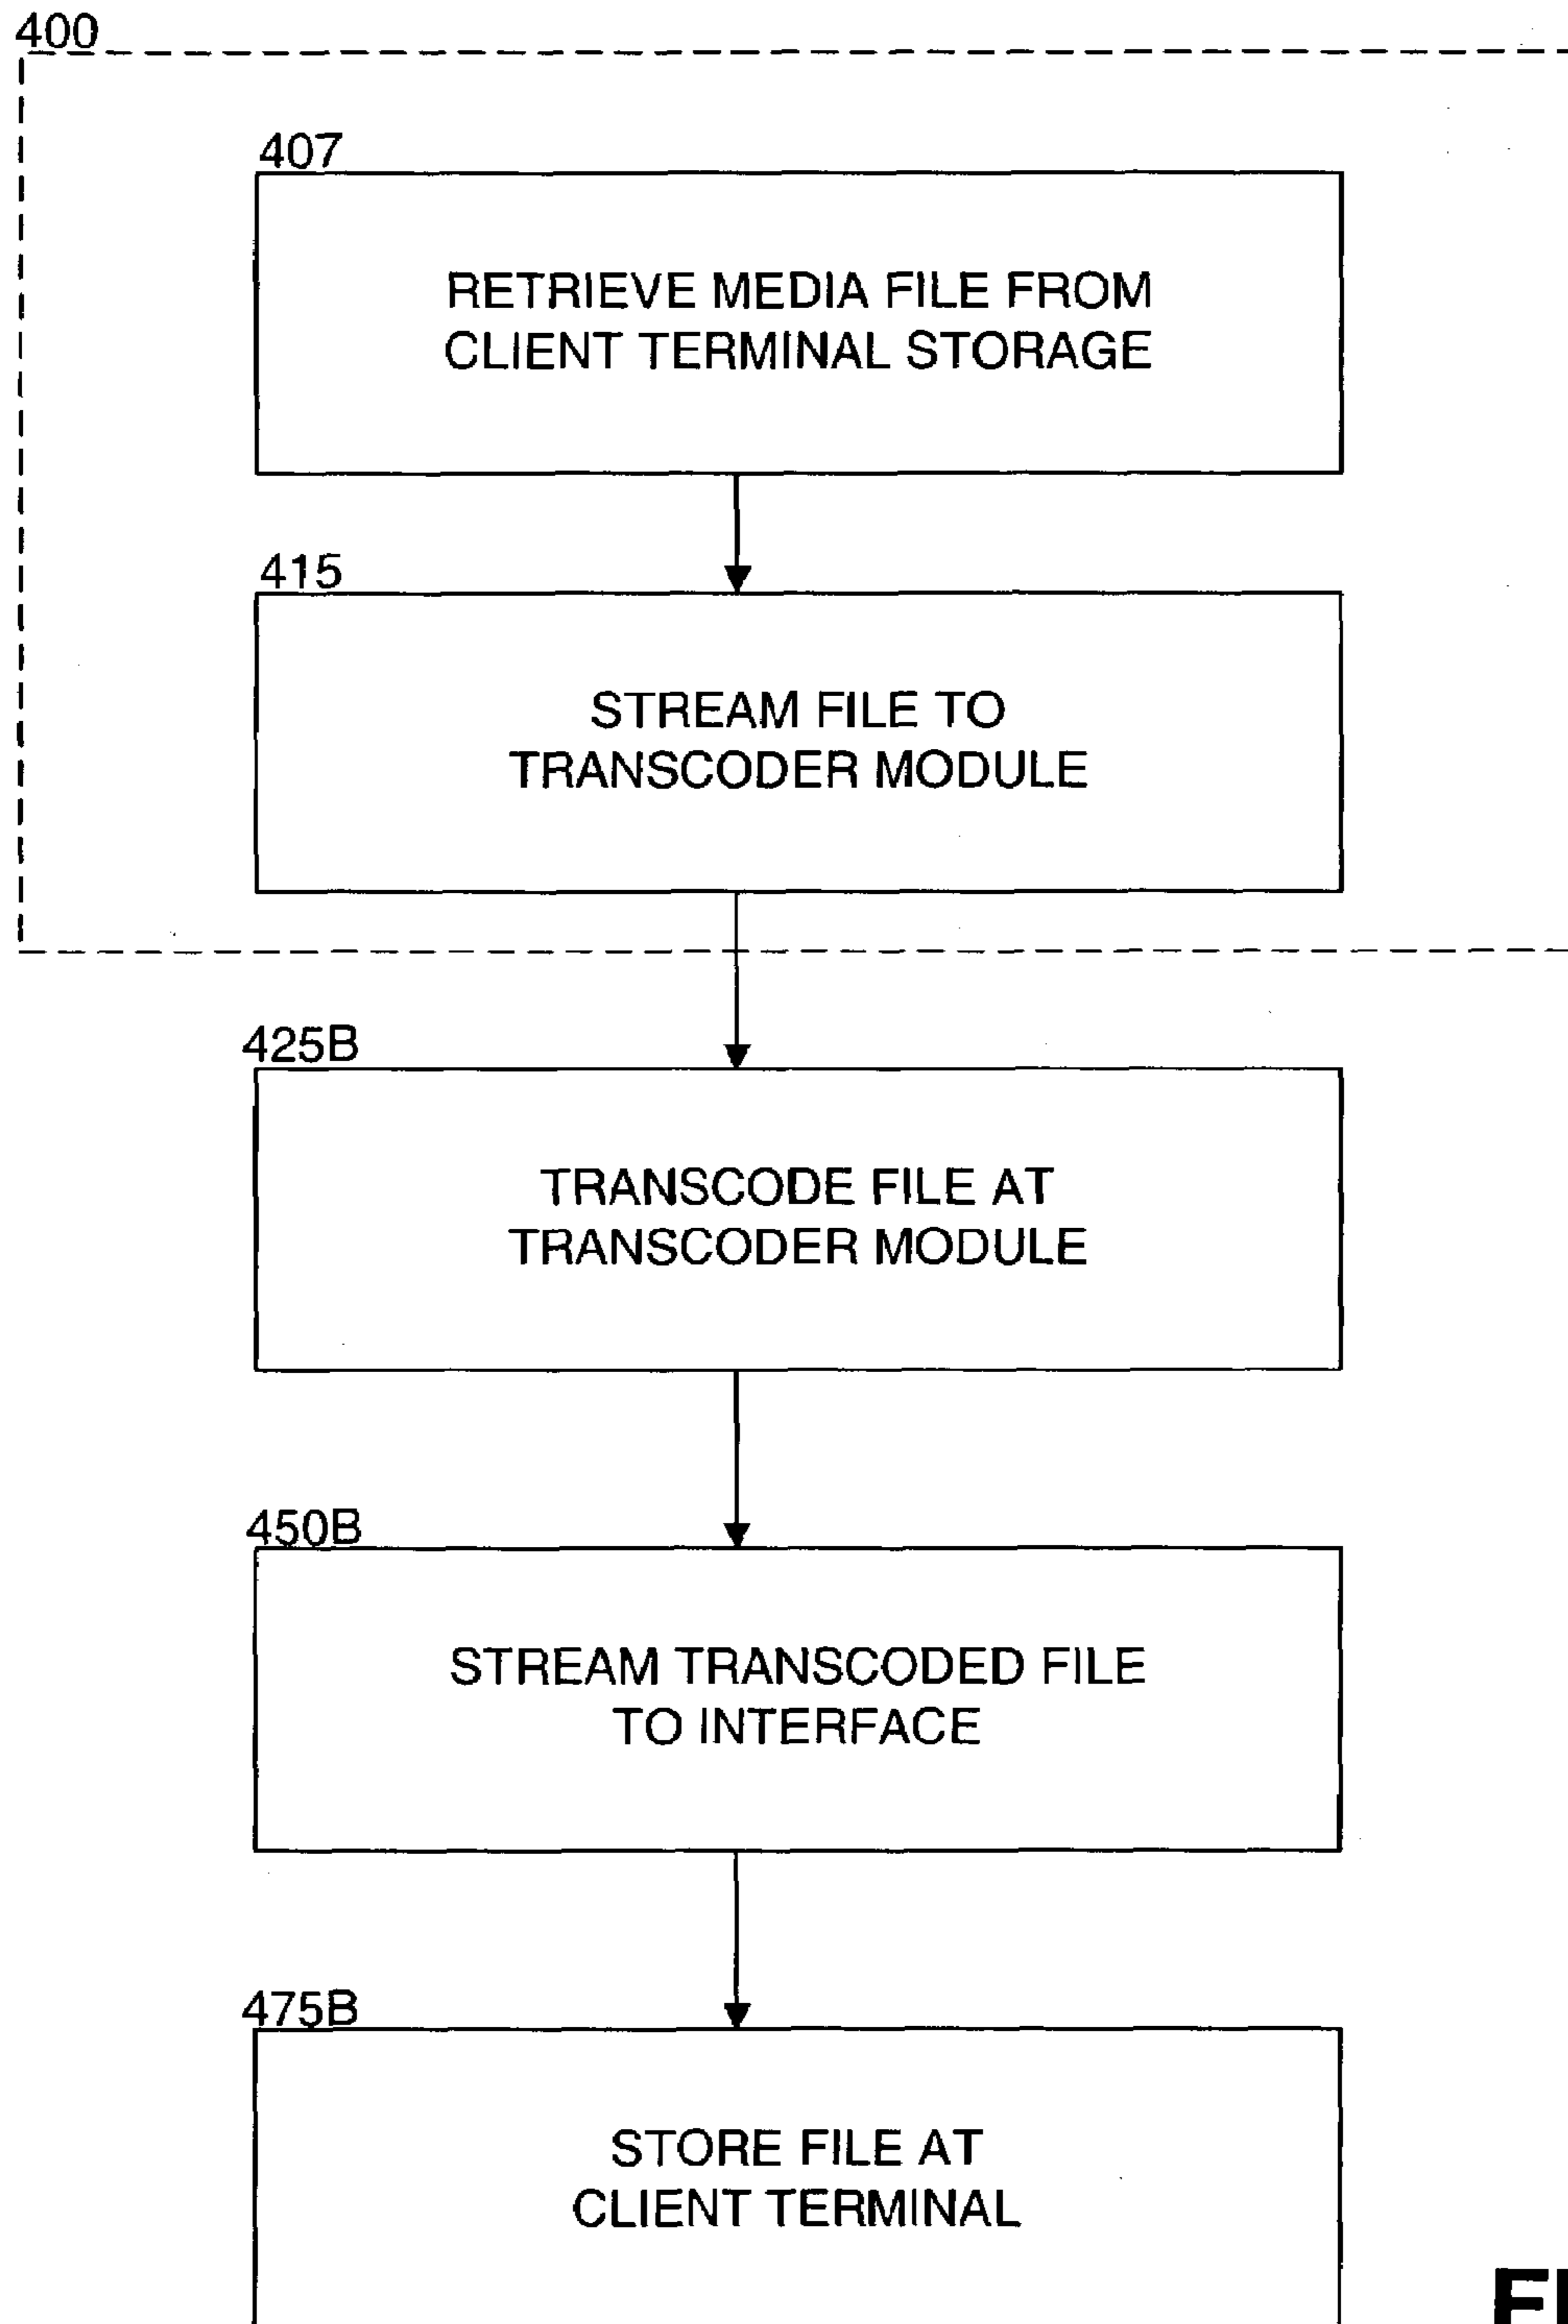 400
407
RETRIEVE MEDIA FILE FROM
CLIENT TERMINAL STORAGE
415
STREAM FILE TO
TRANSCODER MODULE
425B
TRANSCODE FILE AT
TRANSCODER MODULE
450B
STREAM TRANSCODED FILE
TO INTERFACE
475B
STORE FILE AT
CLIENT TERMINAL